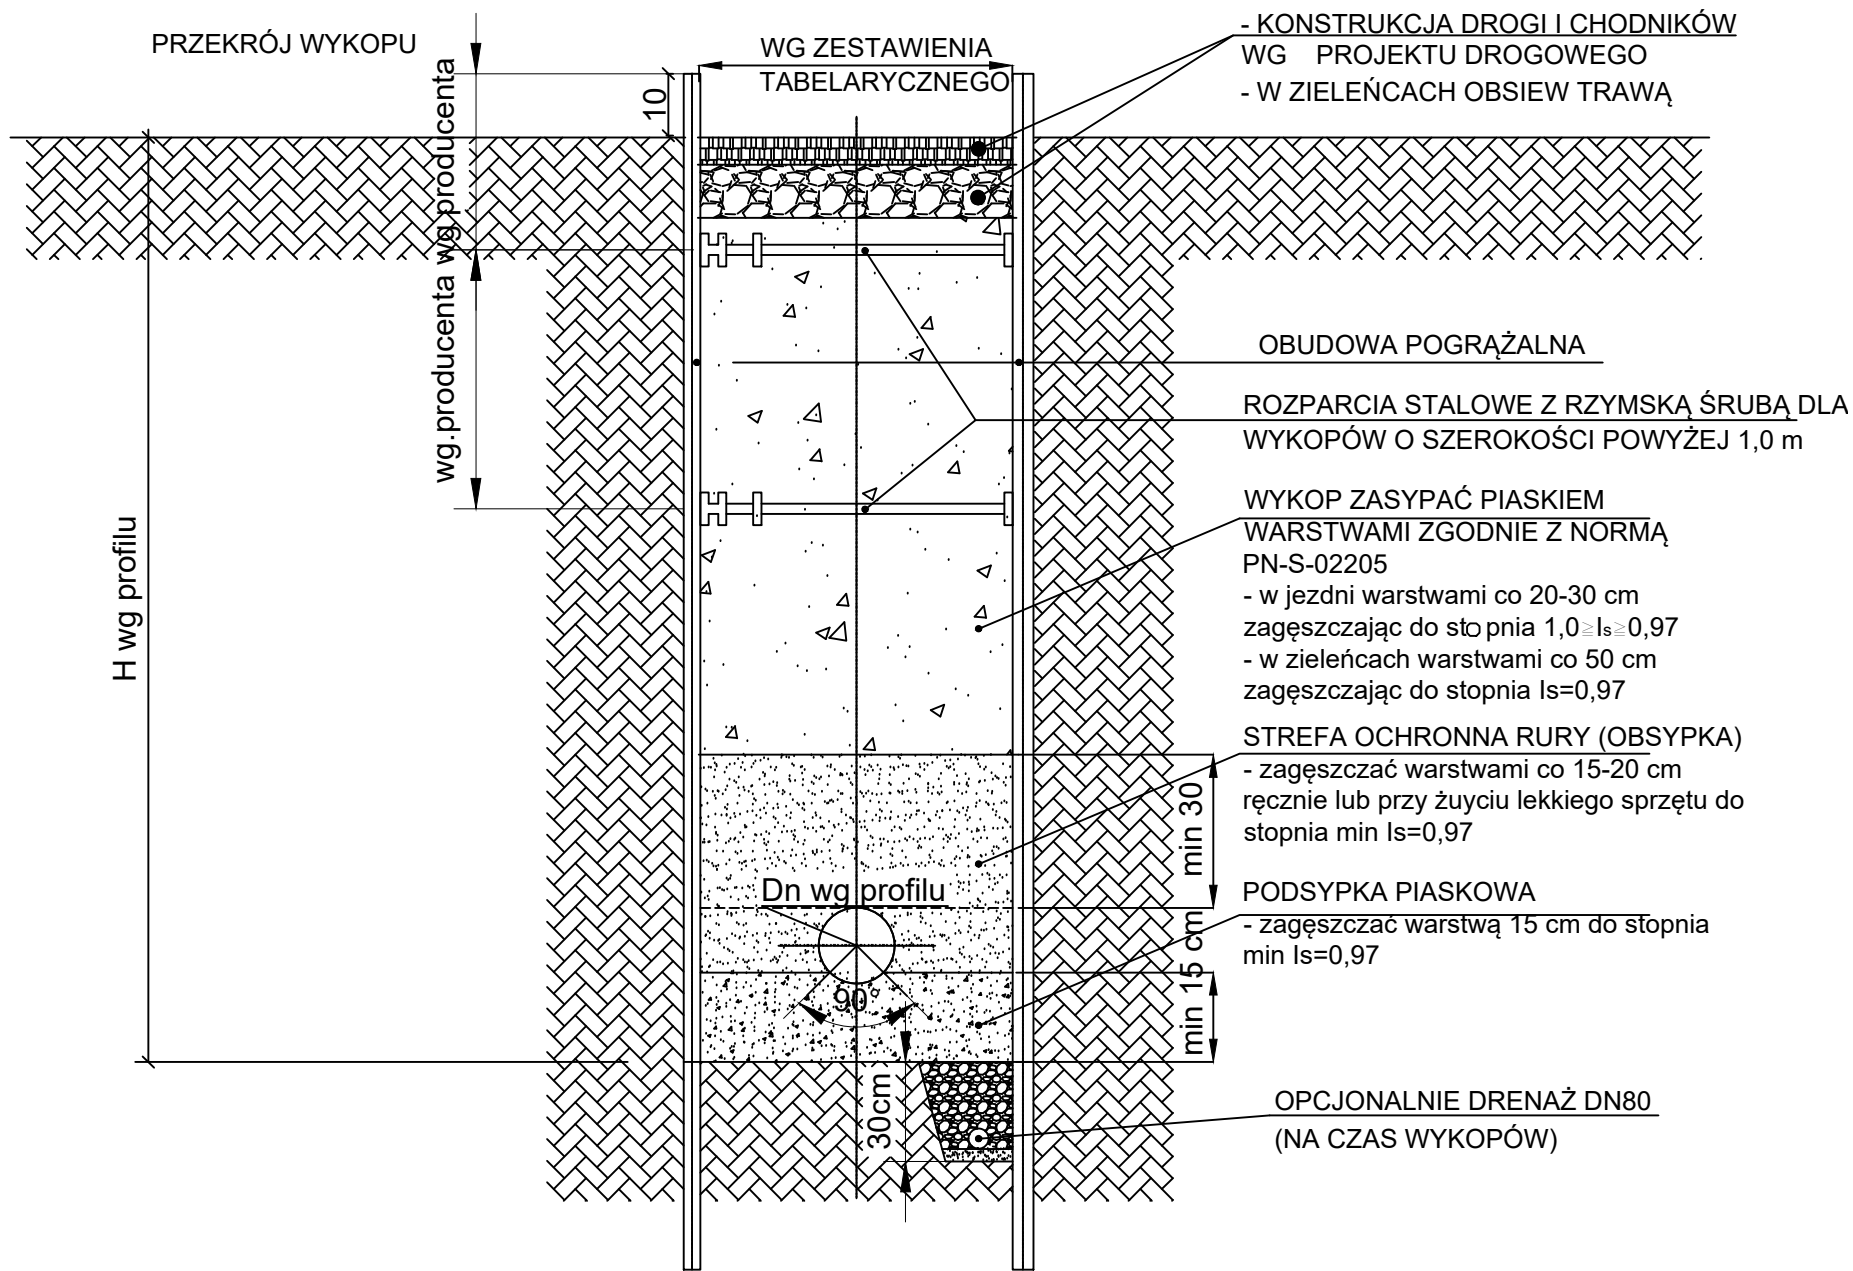 PRZEKRÓJ WYKOPU
WG ZESTAWIENIA
TABELARYCZNEGO
- KONSTRUKCJA DROGI I CHODNIKÓW
WG PROJEKTU DROGOWEGO
- W ZIELEŃCACH OBSIEW TRAWĄ
10
wg.producenta
wg.producenta
H wg profilu
OBUDOWA POGRĄŻALNA
ROZPARCIA STALOWE Z RZYMSKĄ ŚRUBĄ DLA
WYKOPÓW O SZEROKOŚCI POWYŻEJ 1,0 m
WYKOP ZASYPAĆ PIASKIEM
WARSTWAMI ZGODNIE Z NORMĄ
PN-S-02205
- w jezdni warstwami co 20-30 cm
zagęszczając do stopnia 1,0≧Is≧0,97
- w zieleńcach warstwami co 50 cm
zagęszczając do stopnia Is=0,97
STREFA OCHRONNA RURY (OBSYPKA)
- zagęszczać warstwami co 15-20 cm
ręcznie lub przy żuyciu lekkiego sprzętu do
stopnia min Is=0,97
min 30
Dn wg profilu
PODSYPKA PIASKOWA
- zagęszczać warstwą 15 cm do stopnia
min Is=0,97
min 15 cm
90°
30cm
OPCJONALNIE DRENAŻ DN80
(NA CZAS WYKOPÓW)